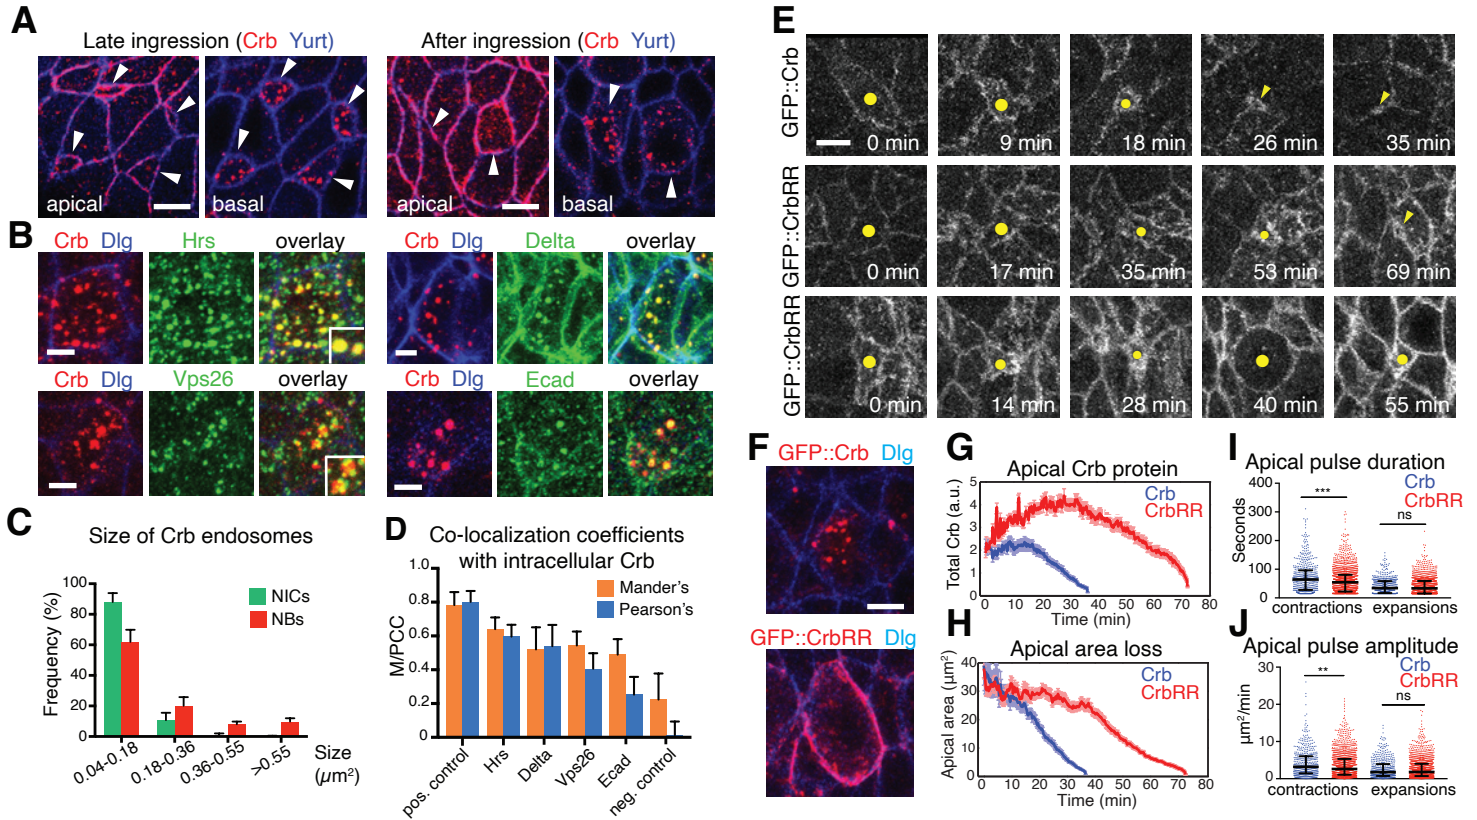 A
Late ingression (Crb Yurt)
After ingression (Crb Yurt)
apical
basal
apical
basal
B
Crb Dlg
Hrs
overlay
Crb Dlg
Delta
overlay
Crb Dlg
Vps26
overlay
Crb Dlg
Ecad
overlay
C
Size of Crb endosomes
Frequency (%)
100
80
60
40
20
0
NICs
NBs
0.04-0.18
0.18-0.36
0.36-0.55
>0.55
Size
(µm²)
D
Co-localization coefficients
with intracellular Crb
M/PCC
1.0
0.8
0.6
0.4
0.2
0
Mander's
Pearson's
pos. control
Hrs
Delta
Vps26
Ecad
neg. control
E
GFP::Crb
0 min
9 min
18 min
26 min
35 min
GFP::CrbRR
0 min
17 min
35 min
53 min
69 min
GFP::CrbRR
0 min
14 min
28 min
40 min
55 min
F
GFP::Crb Dlg
GFP::CrbRR Dlg
G
Apical Crb protein
Total Crb (a.u.)
5
4
3
2
1
0
Crb
CrbRR
0 10 20 30 40 50 60 70 80
Time (min)
H
Apical area loss
Apical area (µm²)
40
30
20
10
0
Crb
CrbRR
0 10 20 30 40 50 60 70 80
Time (min)
I
Apical pulse duration
Seconds
400
300
200
100
0
Crb
CrbRR
***
ns
contractions
expansions
J
Apical pulse amplitude
µm²/min
30
20
10
0
Crb
CrbRR
**
ns
contractions
expansions